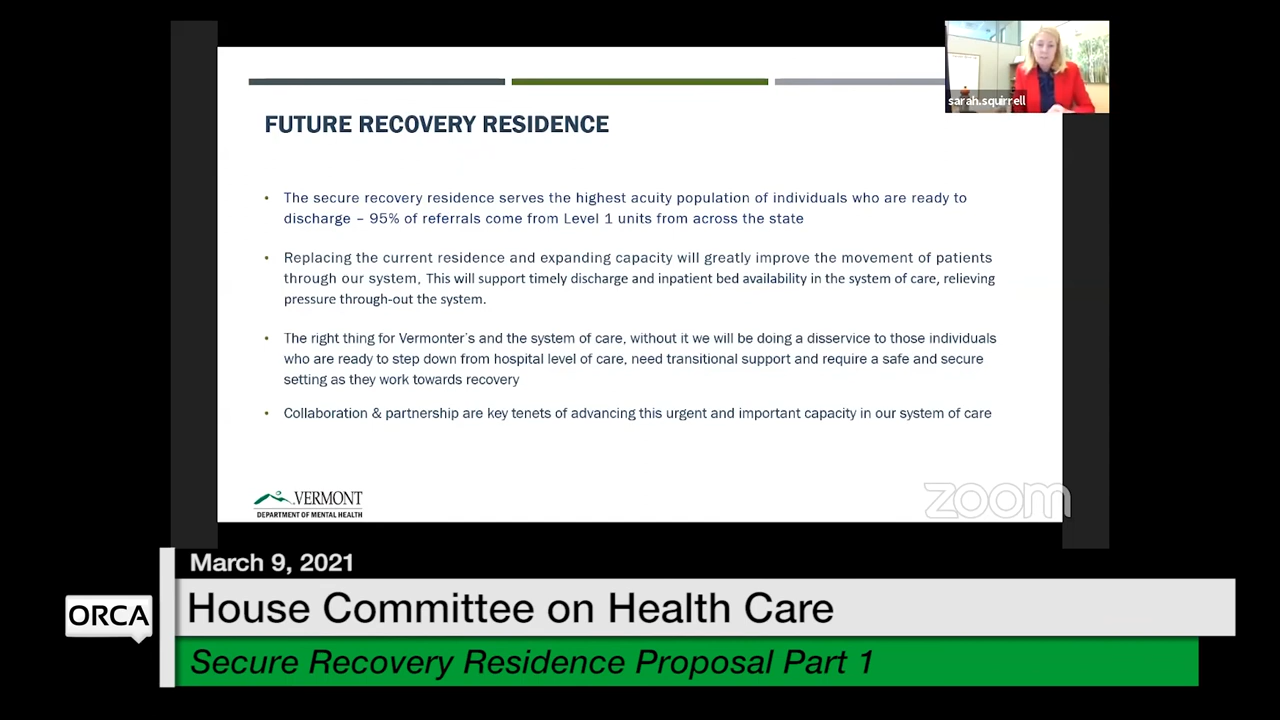 sarah.squirrell
FUTURE RECOVERY RESIDENCE
• The secure recovery residence serves the highest acuity population of individuals who are ready to
discharge – 95% of referrals come from Level 1 units from across the state
• Replacing the current residence and expanding capacity will greatly improve the movement of patients
through our system. This will support timely discharge and inpatient bed availability in the system of care, relieving
pressure through-out the system.
• The right thing for Vermonter's and the system of care, without it we will be doing a disservice to those individuals
who are ready to step down from hospital level of care, need transitional support and require a safe and secure
setting as they work towards recovery
• Collaboration & partnership are key tenets of advancing this urgent and important capacity in our system of care
VERMONT
DEPARTMENT OF MENTAL HEALTH
zoom
March 9, 2021
ORCA
House Committee on Health Care
Secure Recovery Residence Proposal Part 1